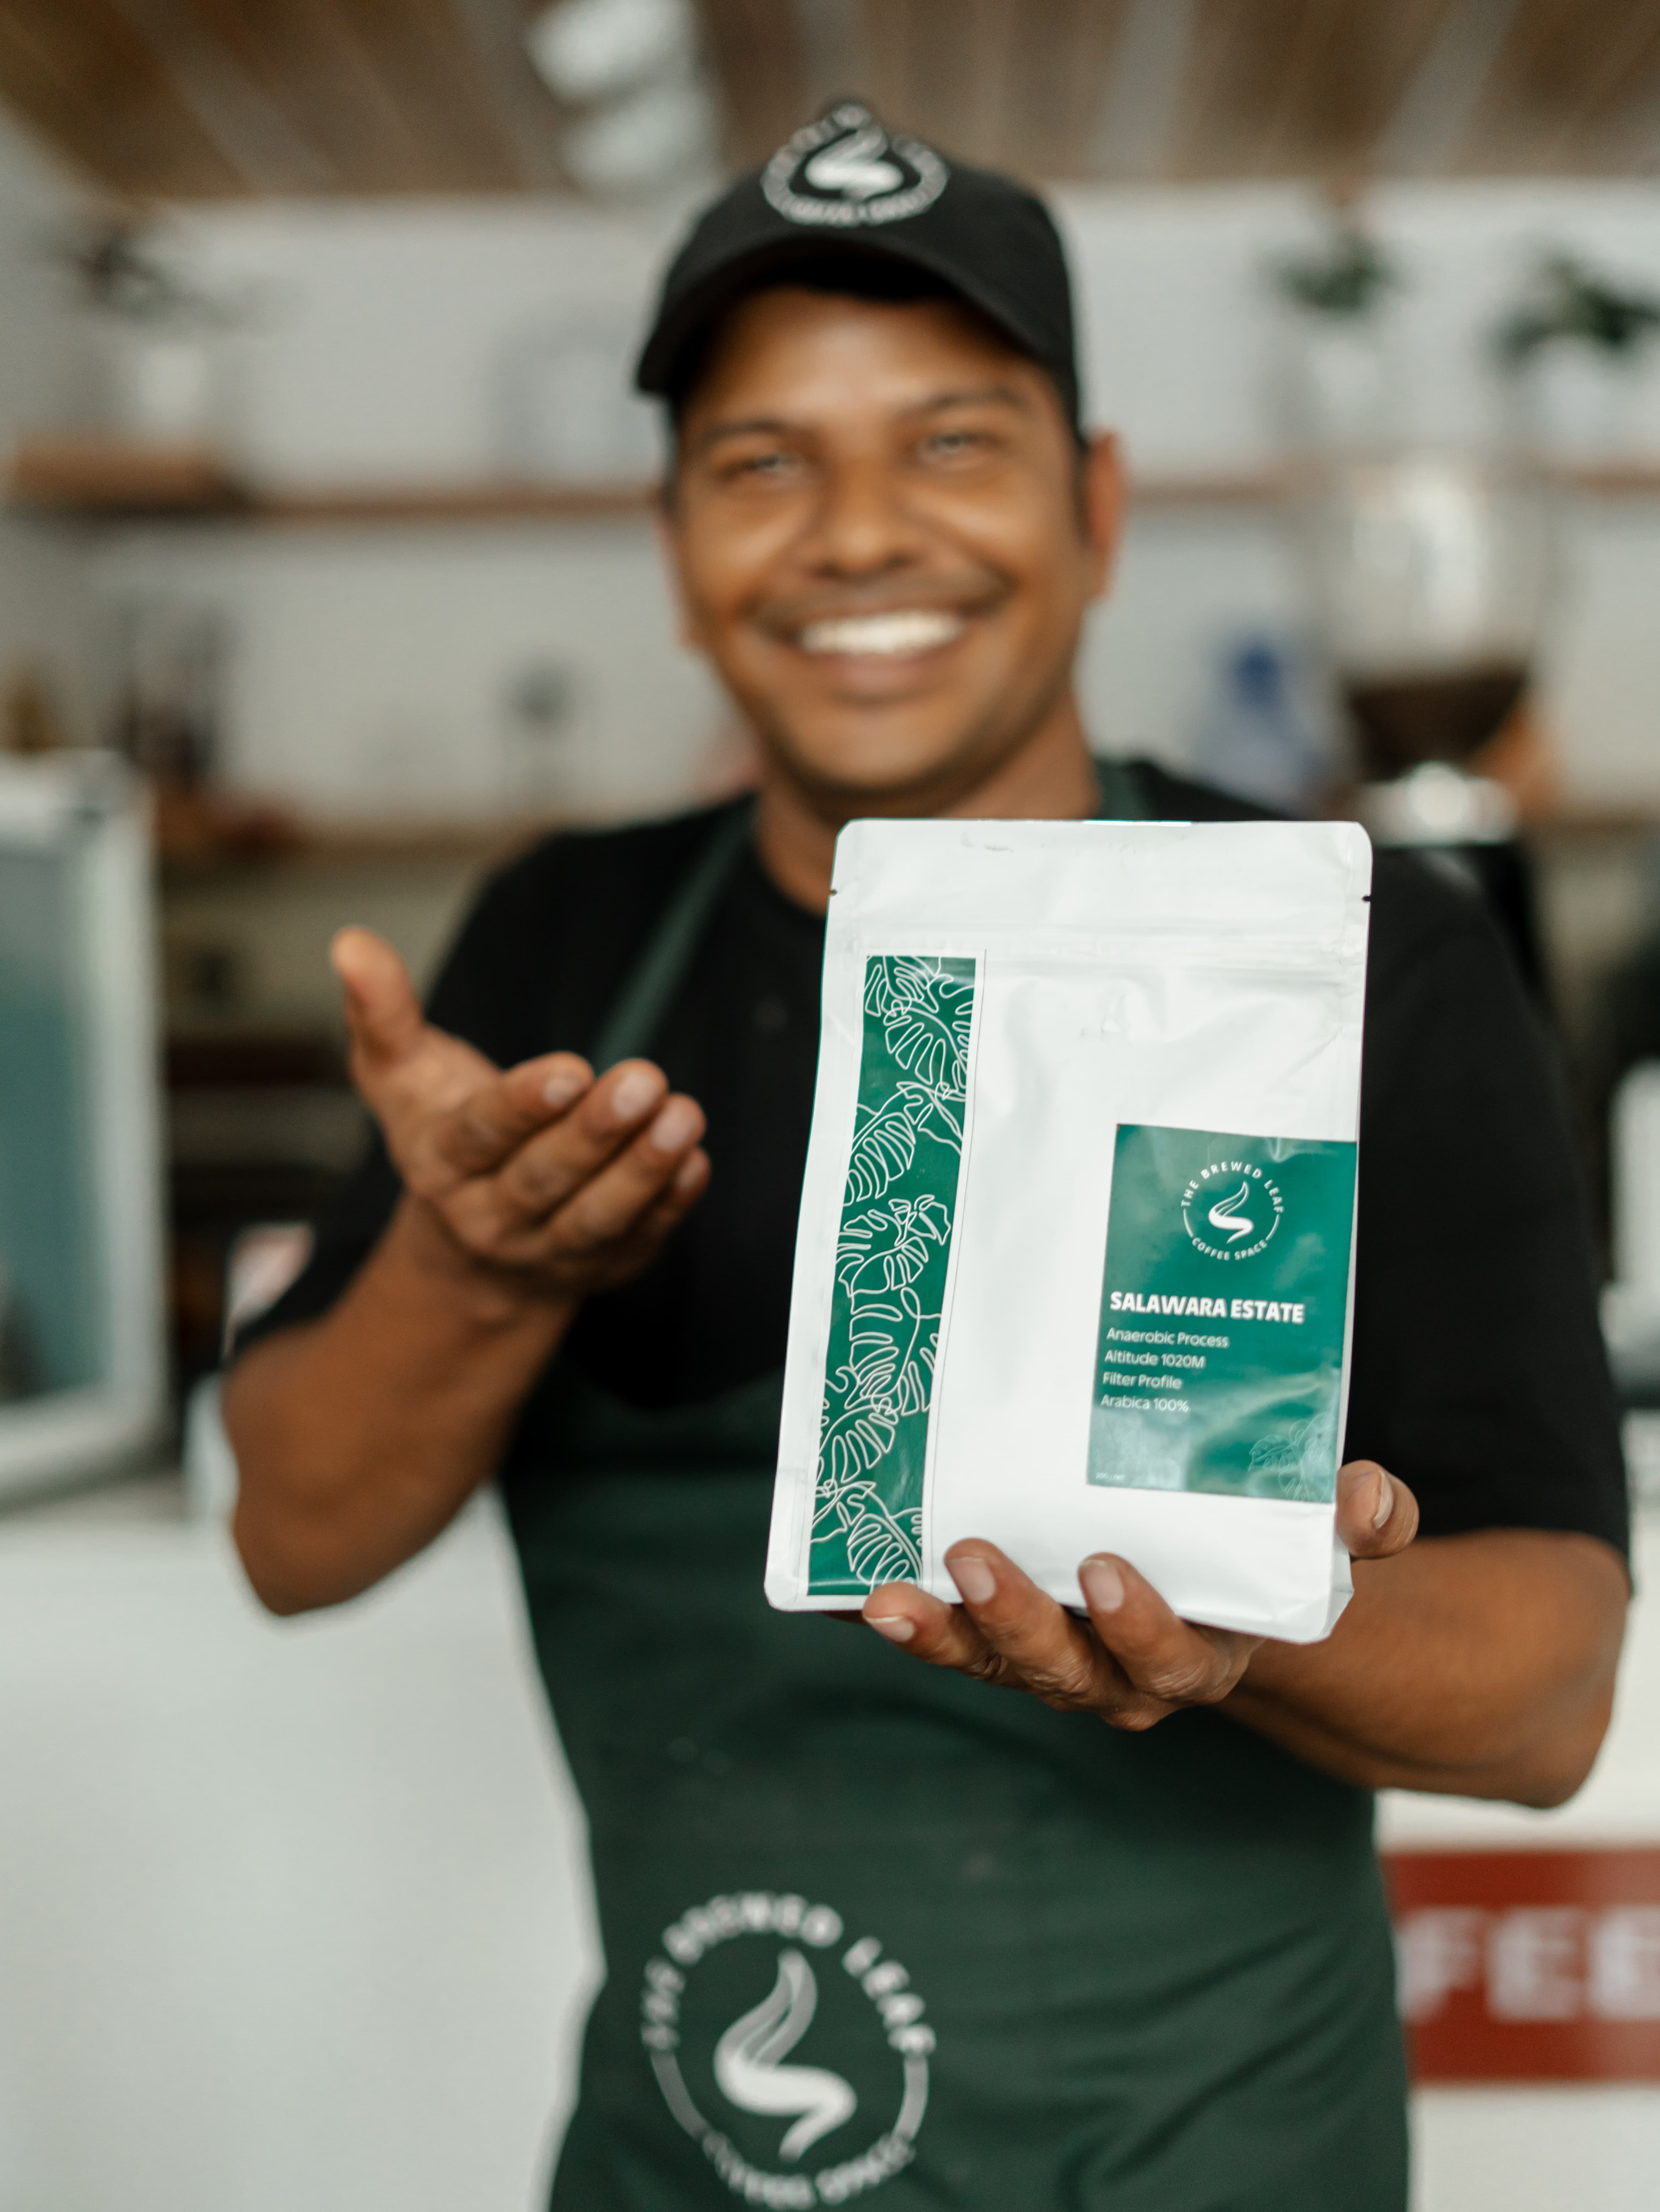 THE BREWED LEAF
COFFEE SPACE
SALAWARA ESTATE
Anaerobic Process
Altitude 1020M
Filter Profile
Arabica 100%
THE BREWED LEAF
COFFEE SPACE
FEE